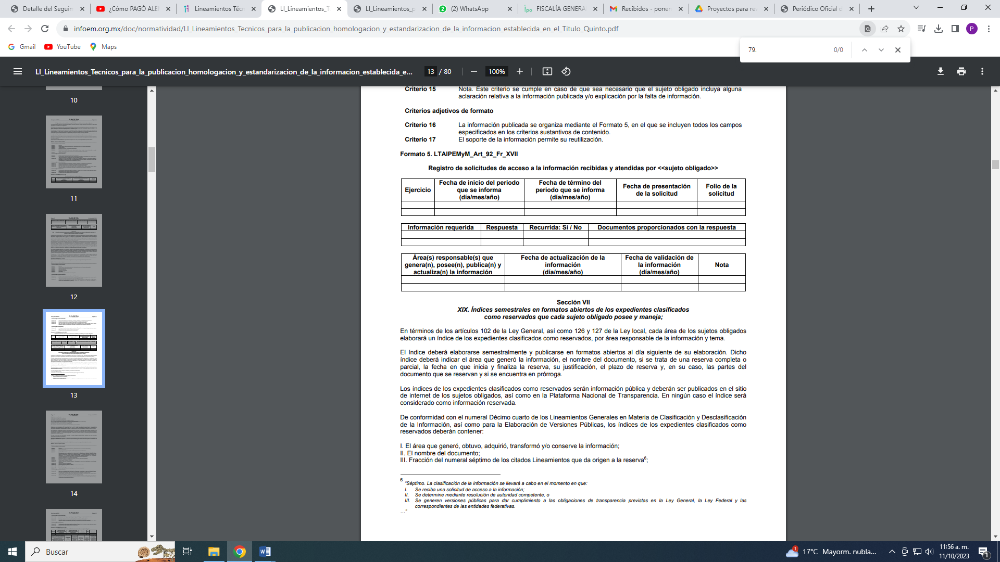 Detalle del Seguim
¿Cómo PAGÓ ALE
Lineamientos Técn
LI_Lineamientos_T
LI_Lineamientos_p
(2) WhatsApp
FISCALÍA GENERA
Recibidos - ponen
Proyectos para rev
Periódico Oficial d
infoem.org.mx/doc/normatividad/LI_Lineamientos_Tecnicos_para_la_publicacion_homologacion_y_estandarizacion_de_la_informacion_establecida_en_el_Titulo_Quinto.pdf
Gmail YouTube Maps
79. 0/0
LI_Lineamientos_Tecnicos_para_la_publicacion_homologacion_y_estandarizacion_de_la_informacion_establecida_e...
13 / 80
100%
10
11
12
13
14
Criterio 15 Nota. Este criterio se cumple en caso de que sea necesario que el sujeto obligado incluya alguna
aclaración relativa a la información publicada y/o explicación por la falta de información.
Criterios adjetivos de formato
Criterio 16 La información publicada se organiza mediante el Formato 5, en el que se incluyen todos los campos
especificados en los criterios sustantivos de contenido.
Criterio 17 El soporte de la información permite su reutilización.
Formato 5. LTAIPEMyM_Art_92_Fr_XVII
Registro de solicitudes de acceso a la información recibidas y atendidas por <<sujeto obligado>>
Ejercicio
Fecha de inicio del periodo
que se informa
(día/mes/año)
Fecha de término del
periodo que se informa
(día/mes/año)
Fecha de presentación
de la solicitud
Folio de la
solicitud
Información requerida
Respuesta
Recurrida: Sí / No
Documentos proporcionados con la respuesta
Área(s) responsable(s) que
genera(n), posee(n), publica(n) y
actualiza(n) la información
Fecha de actualización de la
información
(día/mes/año)
Fecha de validación de
la información
(día/mes/año)
Nota
Sección VII
XIX. Índices semestrales en formatos abiertos de los expedientes clasificados
como reservados que cada sujeto obligado posee y maneja;
En términos de los artículos 102 de la Ley General, así como 126 y 127 de la Ley local, cada área de los sujetos obligados
elaborará un índice de los expedientes clasificados como reservados, por área responsable de la información y tema.
El índice deberá elaborarse semestralmente y publicarse en formatos abiertos al día siguiente de su elaboración. Dicho
índice deberá indicar el área que generó la información, el nombre del documento, si se trata de una reserva completa o
parcial, la fecha en que inicia y finaliza la reserva, su justificación, el plazo de reserva y, en su caso, las partes del
documento que se reservan y si se encuentra en prórroga.
Los índices de los expedientes clasificados como reservados serán información pública y deberán ser publicados en el sitio
de internet de los sujetos obligados, así como en la Plataforma Nacional de Transparencia. En ningún caso el índice será
considerado como información reservada.
De conformidad con el numeral Décimo cuarto de los Lineamientos Generales en Materia de Clasificación y Desclasificación
de la Información, así como para la Elaboración de Versiones Públicas, los índices de los expedientes clasificados como
reservados deberán contener:
I. El área que generó, obtuvo, adquirió, transformó y/o conserve la información;
II. El nombre del documento;
III. Fracción del numeral séptimo de los citados Lineamientos que da origen a la reserva6;
6 "Séptimo. La clasificación de la información se llevará a cabo en el momento en que:
I. Se reciba una solicitud de acceso a la información;
II. Se determine mediante resolución de autoridad competente, o
III. Se generen versiones públicas para dar cumplimiento a las obligaciones de transparencia previstas en la Ley General, la Ley Federal y las
correspondientes de las entidades federativas.
..."
Buscar
17°C Mayorm. nubla...
11:56 a. m.
11/10/2023